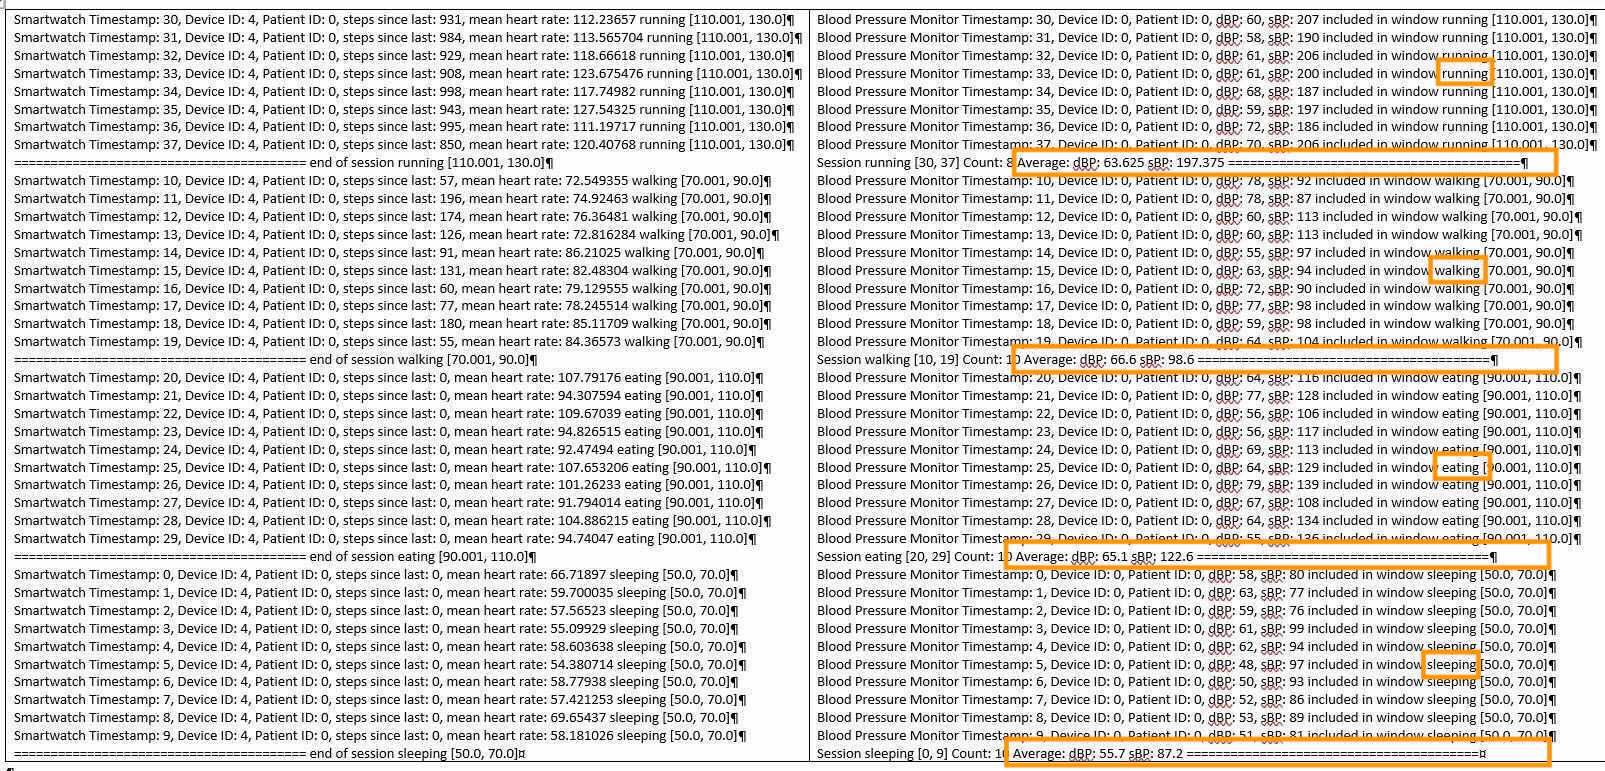 Smartwatch Timestamp: 30, Device ID: 4, Patient ID: 0, steps since last: 931, mean heart rate: 112.23657 running [110.001, 130.0]¶
Smartwatch Timestamp: 31, Device ID: 4, Patient ID: 0, steps since last: 984, mean heart rate: 113.565704 running [110.001, 130.0]¶
Smartwatch Timestamp: 32, Device ID: 4, Patient ID: 0, steps since last: 929, mean heart rate: 118.66618 running [110.001, 130.0]¶
Smartwatch Timestamp: 33, Device ID: 4, Patient ID: 0, steps since last: 908, mean heart rate: 123.675476 running [110.001, 130.0]¶
Smartwatch Timestamp: 34, Device ID: 4, Patient ID: 0, steps since last: 998, mean heart rate: 117.74982 running [110.001, 130.0]¶
Smartwatch Timestamp: 35, Device ID: 4, Patient ID: 0, steps since last: 943, mean heart rate: 127.54325 running [110.001, 130.0]¶
Smartwatch Timestamp: 36, Device ID: 4, Patient ID: 0, steps since last: 995, mean heart rate: 111.19717 running [110.001, 130.0]¶
Smartwatch Timestamp: 37, Device ID: 4, Patient ID: 0, steps since last: 850, mean heart rate: 120.40768 running [110.001, 130.0]¶
======================================== end of session running [110.001, 130.0]¶
Smartwatch Timestamp: 10, Device ID: 4, Patient ID: 0, steps since last: 57, mean heart rate: 72.549355 walking [70.001, 90.0]¶
Smartwatch Timestamp: 11, Device ID: 4, Patient ID: 0, steps since last: 196, mean heart rate: 74.92463 walking [70.001, 90.0]¶
Smartwatch Timestamp: 12, Device ID: 4, Patient ID: 0, steps since last: 174, mean heart rate: 76.36481 walking [70.001, 90.0]¶
Smartwatch Timestamp: 13, Device ID: 4, Patient ID: 0, steps since last: 126, mean heart rate: 72.816284 walking [70.001, 90.0]¶
Smartwatch Timestamp: 14, Device ID: 4, Patient ID: 0, steps since last: 91, mean heart rate: 86.21025 walking [70.001, 90.0]¶
Smartwatch Timestamp: 15, Device ID: 4, Patient ID: 0, steps since last: 131, mean heart rate: 82.48304 walking [70.001, 90.0]¶
Smartwatch Timestamp: 16, Device ID: 4, Patient ID: 0, steps since last: 60, mean heart rate: 79.129555 walking [70.001, 90.0]¶
Smartwatch Timestamp: 17, Device ID: 4, Patient ID: 0, steps since last: 77, mean heart rate: 78.245514 walking [70.001, 90.0]¶
Smartwatch Timestamp: 18, Device ID: 4, Patient ID: 0, steps since last: 180, mean heart rate: 85.11709 walking [70.001, 90.0]¶
Smartwatch Timestamp: 19, Device ID: 4, Patient ID: 0, steps since last: 55, mean heart rate: 84.36573 walking [70.001, 90.0]¶
======================================== end of session walking [70.001, 90.0]¶
Smartwatch Timestamp: 20, Device ID: 4, Patient ID: 0, steps since last: 0, mean heart rate: 107.79176 eating [90.001, 110.0]¶
Smartwatch Timestamp: 21, Device ID: 4, Patient ID: 0, steps since last: 0, mean heart rate: 94.307594 eating [90.001, 110.0]¶
Smartwatch Timestamp: 22, Device ID: 4, Patient ID: 0, steps since last: 0, mean heart rate: 109.67039 eating [90.001, 110.0]¶
Smartwatch Timestamp: 23, Device ID: 4, Patient ID: 0, steps since last: 0, mean heart rate: 94.826515 eating [90.001, 110.0]¶
Smartwatch Timestamp: 24, Device ID: 4, Patient ID: 0, steps since last: 0, mean heart rate: 92.47494 eating [90.001, 110.0]¶
Smartwatch Timestamp: 25, Device ID: 4, Patient ID: 0, steps since last: 0, mean heart rate: 107.653206 eating [90.001, 110.0]¶
Smartwatch Timestamp: 26, Device ID: 4, Patient ID: 0, steps since last: 0, mean heart rate: 101.26233 eating [90.001, 110.0]¶
Smartwatch Timestamp: 27, Device ID: 4, Patient ID: 0, steps since last: 0, mean heart rate: 91.794014 eating [90.001, 110.0]¶
Smartwatch Timestamp: 28, Device ID: 4, Patient ID: 0, steps since last: 0, mean heart rate: 104.886215 eating [90.001, 110.0]¶
Smartwatch Timestamp: 29, Device ID: 4, Patient ID: 0, steps since last: 0, mean heart rate: 94.74047 eating [90.001, 110.0]¶
======================================== end of session eating [90.001, 110.0]¶
Smartwatch Timestamp: 0, Device ID: 4, Patient ID: 0, steps since last: 0, mean heart rate: 66.71897 sleeping [50.0, 70.0]¶
Smartwatch Timestamp: 1, Device ID: 4, Patient ID: 0, steps since last: 0, mean heart rate: 59.700035 sleeping [50.0, 70.0]¶
Smartwatch Timestamp: 2, Device ID: 4, Patient ID: 0, steps since last: 0, mean heart rate: 57.56523 sleeping [50.0, 70.0]¶
Smartwatch Timestamp: 3, Device ID: 4, Patient ID: 0, steps since last: 0, mean heart rate: 55.09929 sleeping [50.0, 70.0]¶
Smartwatch Timestamp: 4, Device ID: 4, Patient ID: 0, steps since last: 0, mean heart rate: 58.603638 sleeping [50.0, 70.0]¶
Smartwatch Timestamp: 5, Device ID: 4, Patient ID: 0, steps since last: 0, mean heart rate: 54.380714 sleeping [50.0, 70.0]¶
Smartwatch Timestamp: 6, Device ID: 4, Patient ID: 0, steps since last: 0, mean heart rate: 58.77938 sleeping [50.0, 70.0]¶
Smartwatch Timestamp: 7, Device ID: 4, Patient ID: 0, steps since last: 0, mean heart rate: 57.421253 sleeping [50.0, 70.0]¶
Smartwatch Timestamp: 8, Device ID: 4, Patient ID: 0, steps since last: 0, mean heart rate: 69.65437 sleeping [50.0, 70.0]¶
Smartwatch Timestamp: 9, Device ID: 4, Patient ID: 0, steps since last: 0, mean heart rate: 58.181026 sleeping [50.0, 70.0]¶
======================================== end of session sleeping [50.0, 70.0]¤
Blood Pressure Monitor Timestamp: 30, Device ID: 0, Patient ID: 0, dBP: 60, sBP: 207 included in window running [110.001, 130.0]¶
Blood Pressure Monitor Timestamp: 31, Device ID: 0, Patient ID: 0, dBP: 58, sBP: 190 included in window running [110.001, 130.0]¶
Blood Pressure Monitor Timestamp: 32, Device ID: 0, Patient ID: 0, dBP: 61, sBP: 206 included in window running [110.001, 130.0]¶
Blood Pressure Monitor Timestamp: 33, Device ID: 0, Patient ID: 0, dBP: 61, sBP: 200 included in window running [110.001, 130.0]¶
Blood Pressure Monitor Timestamp: 34, Device ID: 0, Patient ID: 0, dBP: 68, sBP: 187 included in window running [110.001, 130.0]¶
Blood Pressure Monitor Timestamp: 35, Device ID: 0, Patient ID: 0, dBP: 59, sBP: 197 included in window running [110.001, 130.0]¶
Blood Pressure Monitor Timestamp: 36, Device ID: 0, Patient ID: 0, dBP: 72, sBP: 186 included in window running [110.001, 130.0]¶
Blood Pressure Monitor Timestamp: 37, Device ID: 0, Patient ID: 0, dBP: 70, sBP: 206 included in window running [110.001, 130.0]¶
Session running [30, 37] Count: 8 Average: dBP: 63.625 sBP: 197.375 ========================================¶
Blood Pressure Monitor Timestamp: 10, Device ID: 0, Patient ID: 0, dBP: 78, sBP: 92 included in window walking [70.001, 90.0]¶
Blood Pressure Monitor Timestamp: 11, Device ID: 0, Patient ID: 0, dBP: 78, sBP: 87 included in window walking [70.001, 90.0]¶
Blood Pressure Monitor Timestamp: 12, Device ID: 0, Patient ID: 0, dBP: 60, sBP: 113 included in window walking [70.001, 90.0]¶
Blood Pressure Monitor Timestamp: 13, Device ID: 0, Patient ID: 0, dBP: 60, sBP: 113 included in window walking [70.001, 90.0]¶
Blood Pressure Monitor Timestamp: 14, Device ID: 0, Patient ID: 0, dBP: 55, sBP: 97 included in window walking [70.001, 90.0]¶
Blood Pressure Monitor Timestamp: 15, Device ID: 0, Patient ID: 0, dBP: 63, sBP: 94 included in window walking [70.001, 90.0]¶
Blood Pressure Monitor Timestamp: 16, Device ID: 0, Patient ID: 0, dBP: 72, sBP: 90 included in window walking [70.001, 90.0]¶
Blood Pressure Monitor Timestamp: 17, Device ID: 0, Patient ID: 0, dBP: 77, sBP: 98 included in window walking [70.001, 90.0]¶
Blood Pressure Monitor Timestamp: 18, Device ID: 0, Patient ID: 0, dBP: 59, sBP: 98 included in window walking [70.001, 90.0]¶
Blood Pressure Monitor Timestamp: 19, Device ID: 0, Patient ID: 0, dBP: 64, sBP: 104 included in window walking [70.001, 90.0]¶
Session walking [10, 19] Count: 10 Average: dBP: 66.6 sBP: 98.6 ========================================¶
Blood Pressure Monitor Timestamp: 20, Device ID: 0, Patient ID: 0, dBP: 64, sBP: 116 included in window eating [90.001, 110.0]¶
Blood Pressure Monitor Timestamp: 21, Device ID: 0, Patient ID: 0, dBP: 77, sBP: 128 included in window eating [90.001, 110.0]¶
Blood Pressure Monitor Timestamp: 22, Device ID: 0, Patient ID: 0, dBP: 56, sBP: 106 included in window eating [90.001, 110.0]¶
Blood Pressure Monitor Timestamp: 23, Device ID: 0, Patient ID: 0, dBP: 56, sBP: 117 included in window eating [90.001, 110.0]¶
Blood Pressure Monitor Timestamp: 24, Device ID: 0, Patient ID: 0, dBP: 69, sBP: 113 included in window eating [90.001, 110.0]¶
Blood Pressure Monitor Timestamp: 25, Device ID: 0, Patient ID: 0, dBP: 64, sBP: 129 included in window eating [90.001, 110.0]¶
Blood Pressure Monitor Timestamp: 26, Device ID: 0, Patient ID: 0, dBP: 79, sBP: 139 included in window eating [90.001, 110.0]¶
Blood Pressure Monitor Timestamp: 27, Device ID: 0, Patient ID: 0, dBP: 67, sBP: 108 included in window eating [90.001, 110.0]¶
Blood Pressure Monitor Timestamp: 28, Device ID: 0, Patient ID: 0, dBP: 64, sBP: 134 included in window eating [90.001, 110.0]¶
Blood Pressure Monitor Timestamp: 29, Device ID: 0, Patient ID: 0, dBP: 55, sBP: 136 included in window eating [90.001, 110.0]¶
Session eating [20, 29] Count: 10 Average: dBP: 65.1 sBP: 122.6 ========================================¶
Blood Pressure Monitor Timestamp: 0, Device ID: 0, Patient ID: 0, dBP: 58, sBP: 80 included in window sleeping [50.0, 70.0]¶
Blood Pressure Monitor Timestamp: 1, Device ID: 0, Patient ID: 0, dBP: 63, sBP: 77 included in window sleeping [50.0, 70.0]¶
Blood Pressure Monitor Timestamp: 2, Device ID: 0, Patient ID: 0, dBP: 59, sBP: 76 included in window sleeping [50.0, 70.0]¶
Blood Pressure Monitor Timestamp: 3, Device ID: 0, Patient ID: 0, dBP: 61, sBP: 99 included in window sleeping [50.0, 70.0]¶
Blood Pressure Monitor Timestamp: 4, Device ID: 0, Patient ID: 0, dBP: 62, sBP: 94 included in window sleeping [50.0, 70.0]¶
Blood Pressure Monitor Timestamp: 5, Device ID: 0, Patient ID: 0, dBP: 48, sBP: 97 included in window sleeping [50.0, 70.0]¶
Blood Pressure Monitor Timestamp: 6, Device ID: 0, Patient ID: 0, dBP: 50, sBP: 93 included in window sleeping [50.0, 70.0]¶
Blood Pressure Monitor Timestamp: 7, Device ID: 0, Patient ID: 0, dBP: 52, sBP: 86 included in window sleeping [50.0, 70.0]¶
Blood Pressure Monitor Timestamp: 8, Device ID: 0, Patient ID: 0, dBP: 53, sBP: 89 included in window sleeping [50.0, 70.0]¶
Blood Pressure Monitor Timestamp: 9, Device ID: 0, Patient ID: 0, dBP: 51, sBP: 81 included in window sleeping [50.0, 70.0]¶
Session sleeping [0, 9] Count: 10 Average: dBP: 55.7 sBP: 87.2 ========================================¤